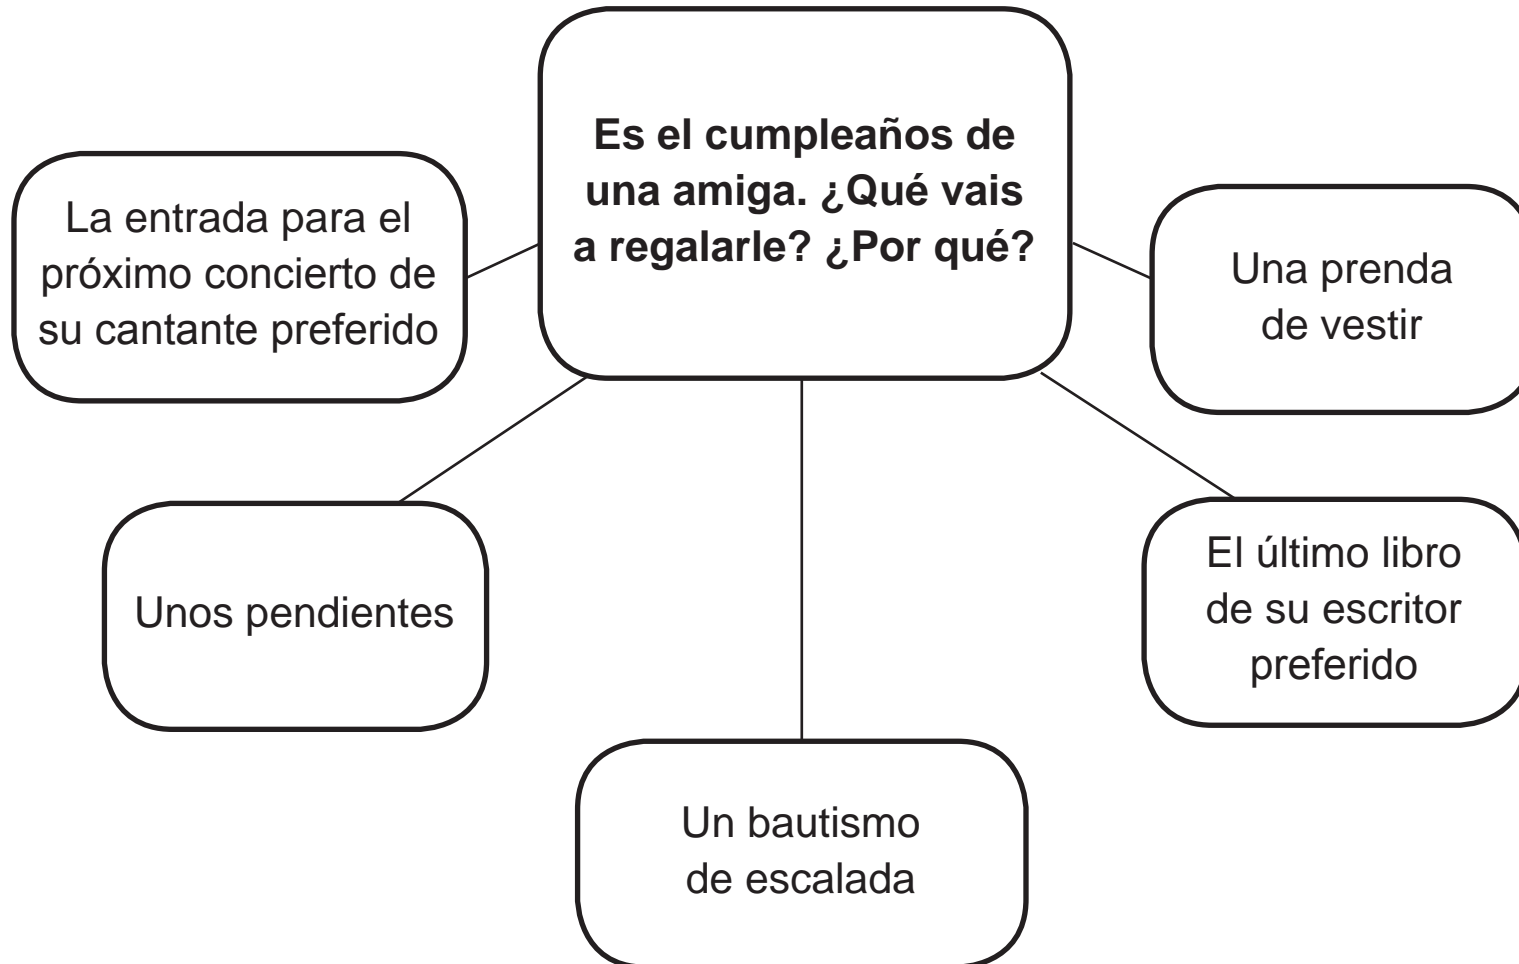 Es el cumpleaños de
una amiga. ¿Qué vais
a regalarle? ¿Por qué?
La entrada para el
próximo concierto de
su cantante preferido
Una prenda
de vestir
Unos pendientes
El último libro
de su escritor
preferido
Un bautismo
de escalada